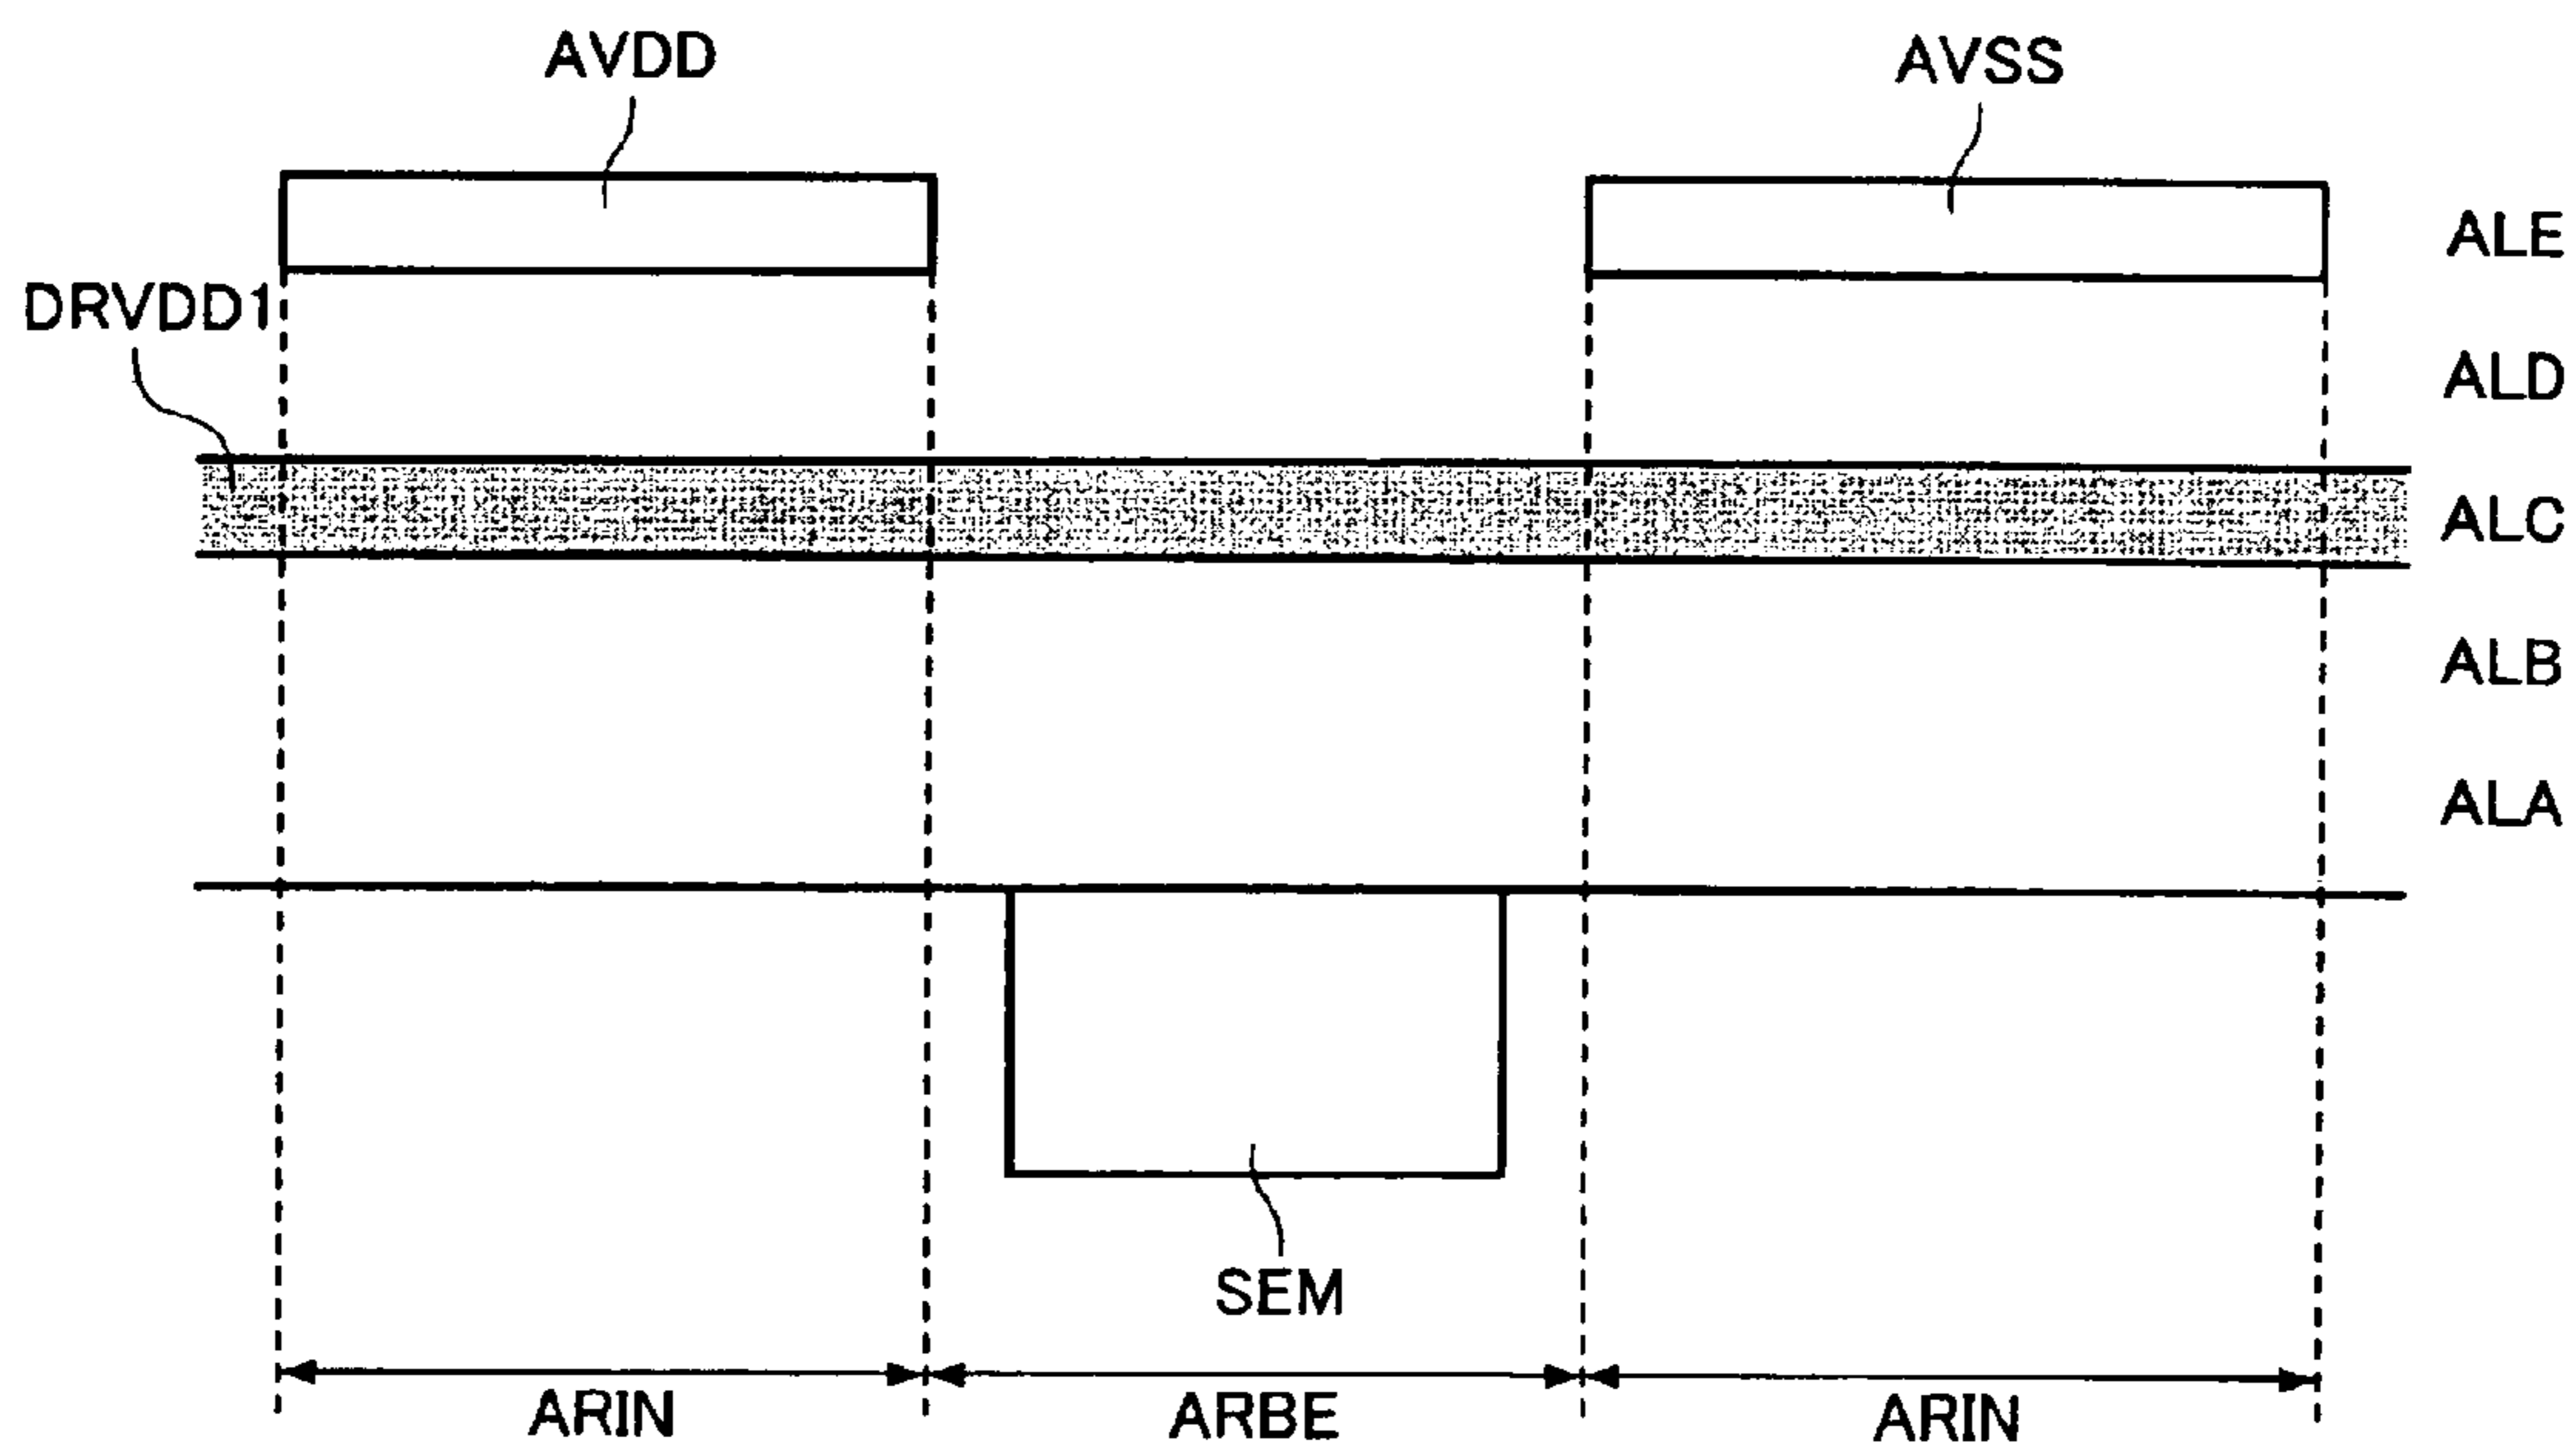 AVDD
AVSS
ALE
DRVDD1
ALD
ALC
ALB
ALA
SEM
ARIN
ARBE
ARIN